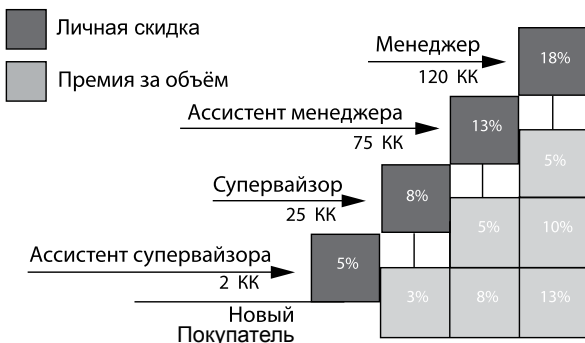 Личная скидка
Премия за объём
Менеджер
120 КК
18%
Ассистент менеджера
75 КК
13%
5%
Супервайзор
25 КК
8%
5%
10%
Ассистент супервайзора
2 КК
5%
3%
8%
13%
Новый
Покупатель